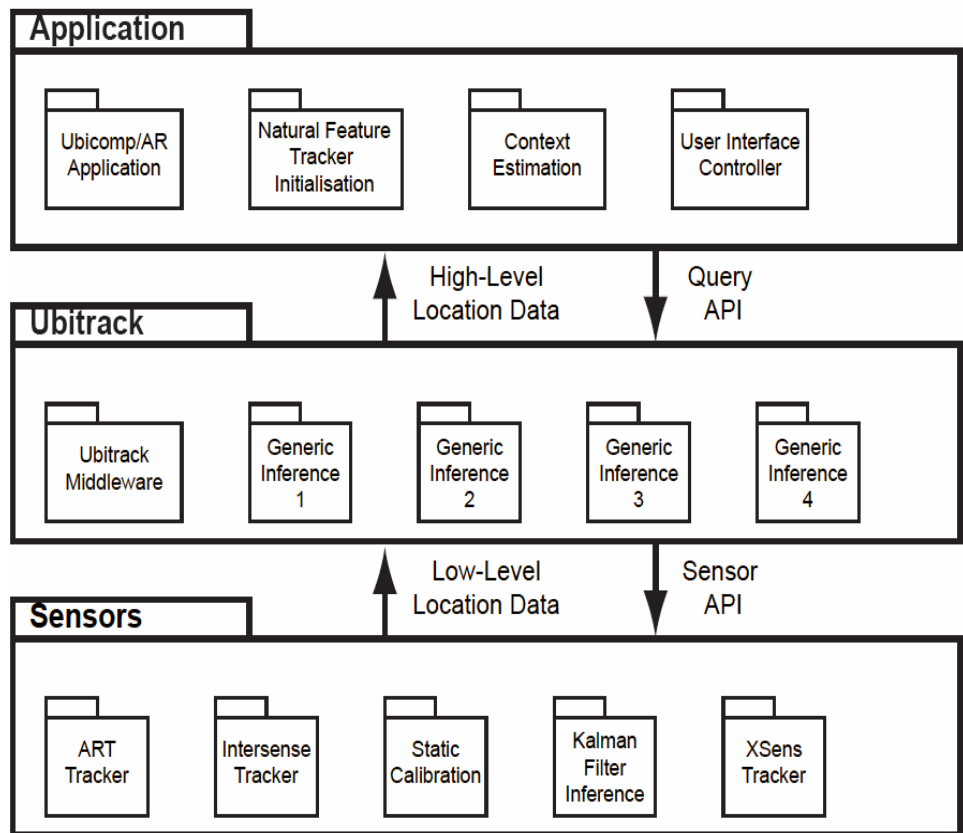 Application
Ubicomp/AR
Application
Natural Feature
Tracker
Initialisation
Context
Estimation
User Interface
Controller
High-Level
Location Data
Query
API
Ubitrack
Ubitrack
Middleware
Generic
Inference
1
Generic
Inference
2
Generic
Inference
3
Generic
Inference
4
Low-Level
Location Data
Sensor
API
Sensors
ART
Tracker
Intersense
Tracker
Static
Calibration
Kalman
Filter
Inference
XSens
Tracker